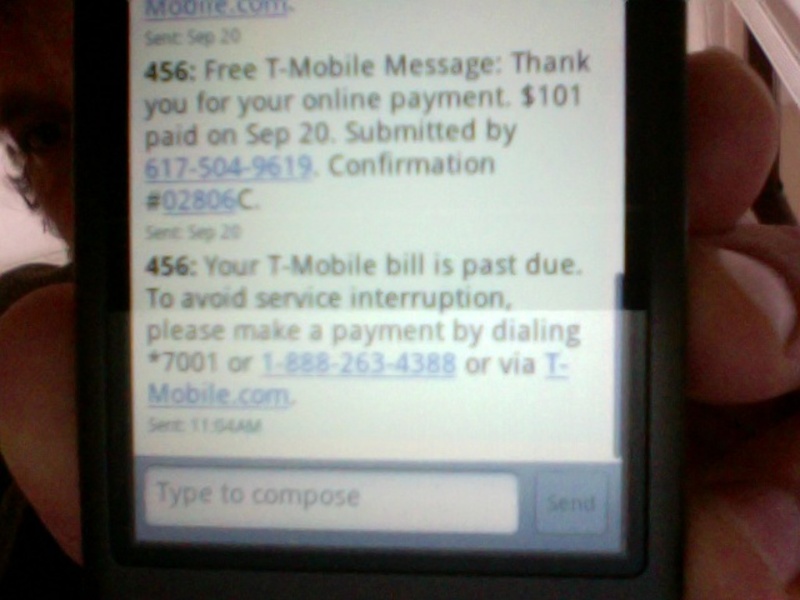 Mobile.com.
Sent: Sep 20
456: Free T-Mobile Message: Thank
you for your online payment. $101
paid on Sep 20. Submitted by
617-504-9619. Confirmation
#02806C.
Sent: Sep 20
456: Your T-Mobile bill is past due.
To avoid service interruption,
please make a payment by dialing
*7001 or 1-888-263-4388 or via T-
Mobile.com.
Sent: 11:04AM
Type to compose
Send